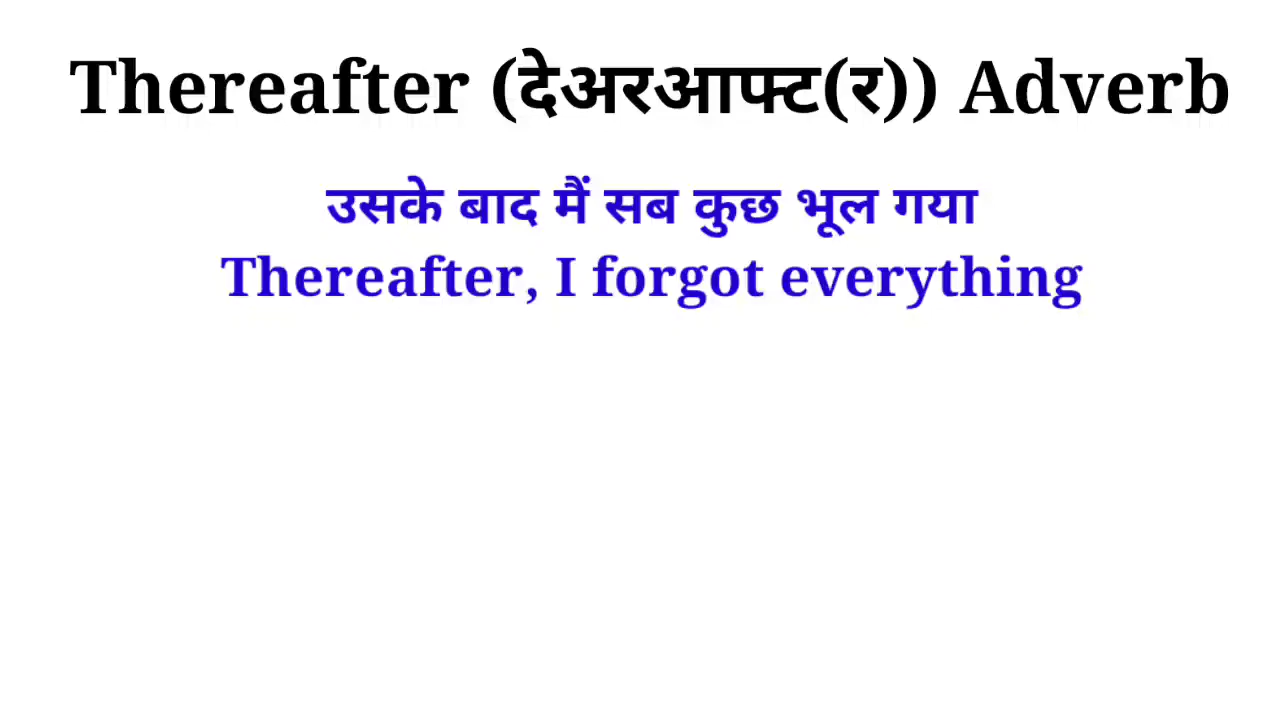 Thereafter (देअरआफ्ट(र)) Adverb
उसके बाद मैं सब कुछ भूल गया
Thereafter, I forgot everything